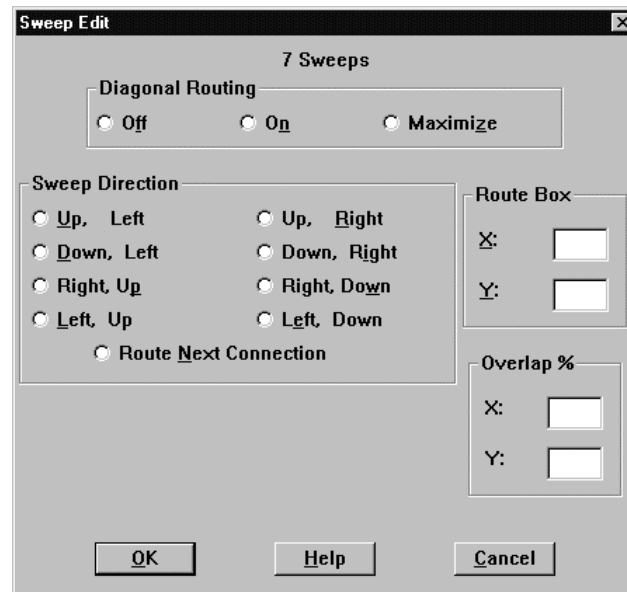 Sweep Edit
7 Sweeps
Diagonal Routing
Off On Maximize
Sweep Direction
Up, Left Up, Right
Down, Left Down, Right
Right, Up Right, Down
Left, Up Left, Down
Route Next Connection
Route Box
X:
Y:
Overlap %
X:
Y:
OK Help Cancel